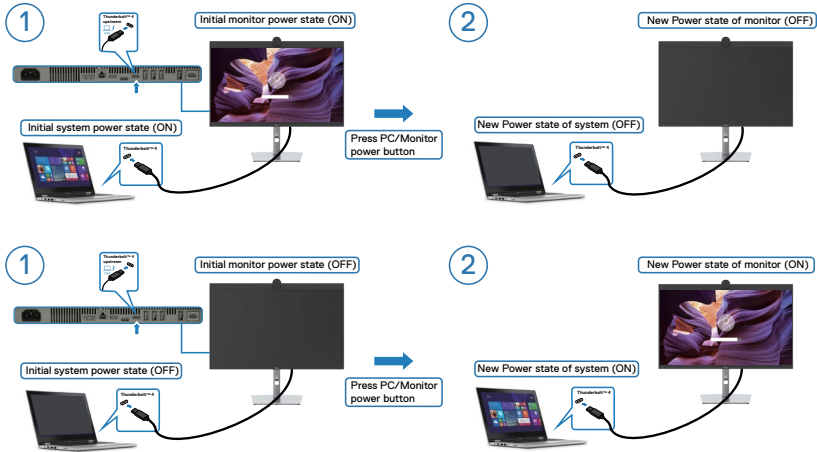 1
Thunderbolt™ 4
upstream
Initial monitor power state (ON)
Initial system power state (ON)
Thunderbolt™ 4
Press PC/Monitor
power button
2
New Power state of monitor (OFF)
New Power state of system (OFF)
Thunderbolt™ 4
1
Thunderbolt™ 4
upstream
Initial monitor power state (OFF)
Initial system power state (OFF)
Thunderbolt™ 4
Press PC/Monitor
power button
2
New Power state of monitor (ON)
New Power state of system (ON)
Thunderbolt™ 4